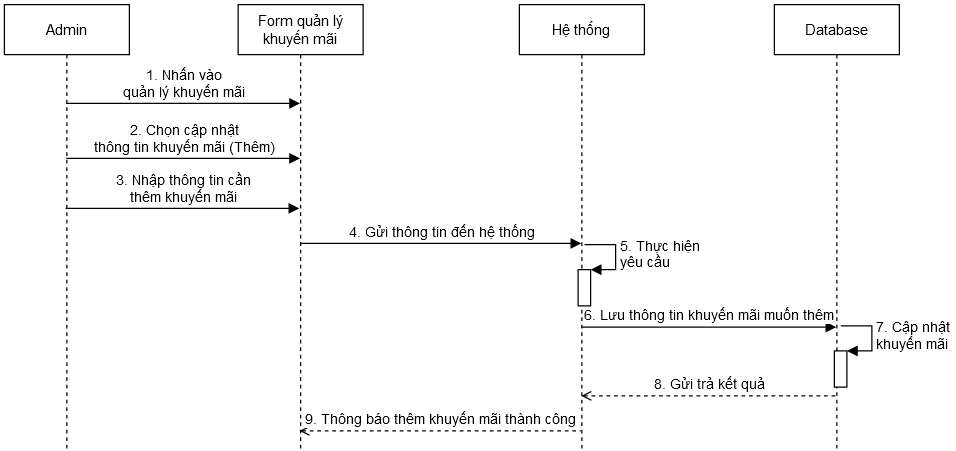 Admin
Form quản lý
khuyến mãi
Hệ thống
Database
1. Nhấn vào
quản lý khuyến mãi
2. Chọn cập nhật
thông tin khuyến mãi (Thêm)
3. Nhập thông tin cần
thêm khuyến mãi
4. Gửi thông tin đến hệ thống
5. Thực hiện
yêu cầu
6. Lưu thông tin khuyến mãi muốn thêm
7. Cập nhật
khuyến mãi
8. Gửi trả kết quả
9. Thông báo thêm khuyến mãi thành công